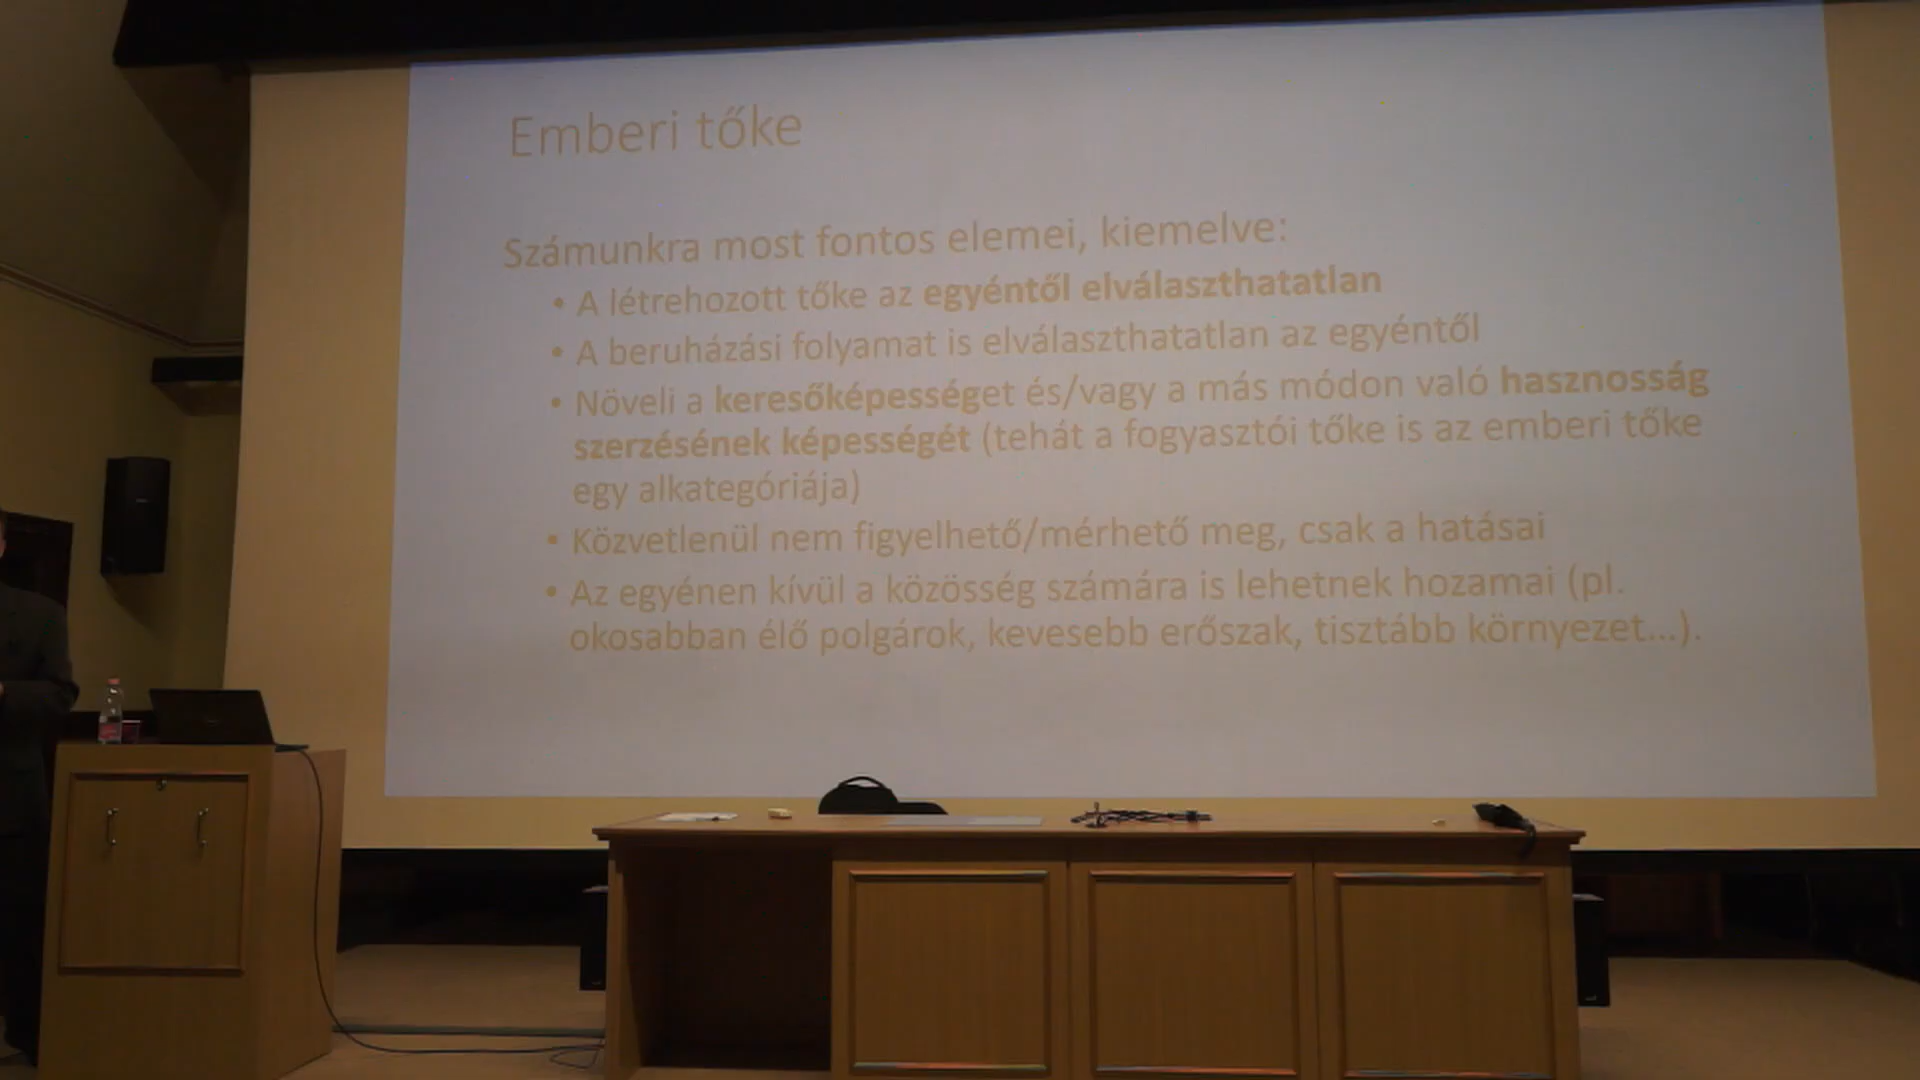 Emberi tőke
Számunkra most fontos elemei, kiemelve:
• A létrehozott tőke az egyéntől elválaszthatatlan
• A beruházási folyamat is elválaszthatatlan az egyéntől
• Növeli a keresőképességet és/vagy a más módon való hasznosság
szerzésének képességét (tehát a fogyasztói tőke is az emberi tőke
egy alkategóriája)
• Közvetlenül nem figyelhető/mérhető meg, csak a hatásai
• Az egyénen kívül a közösség számára is lehetnek hozamai (pl.
okosabban élő polgárok, kevesebb erőszak, tisztább környezet...).